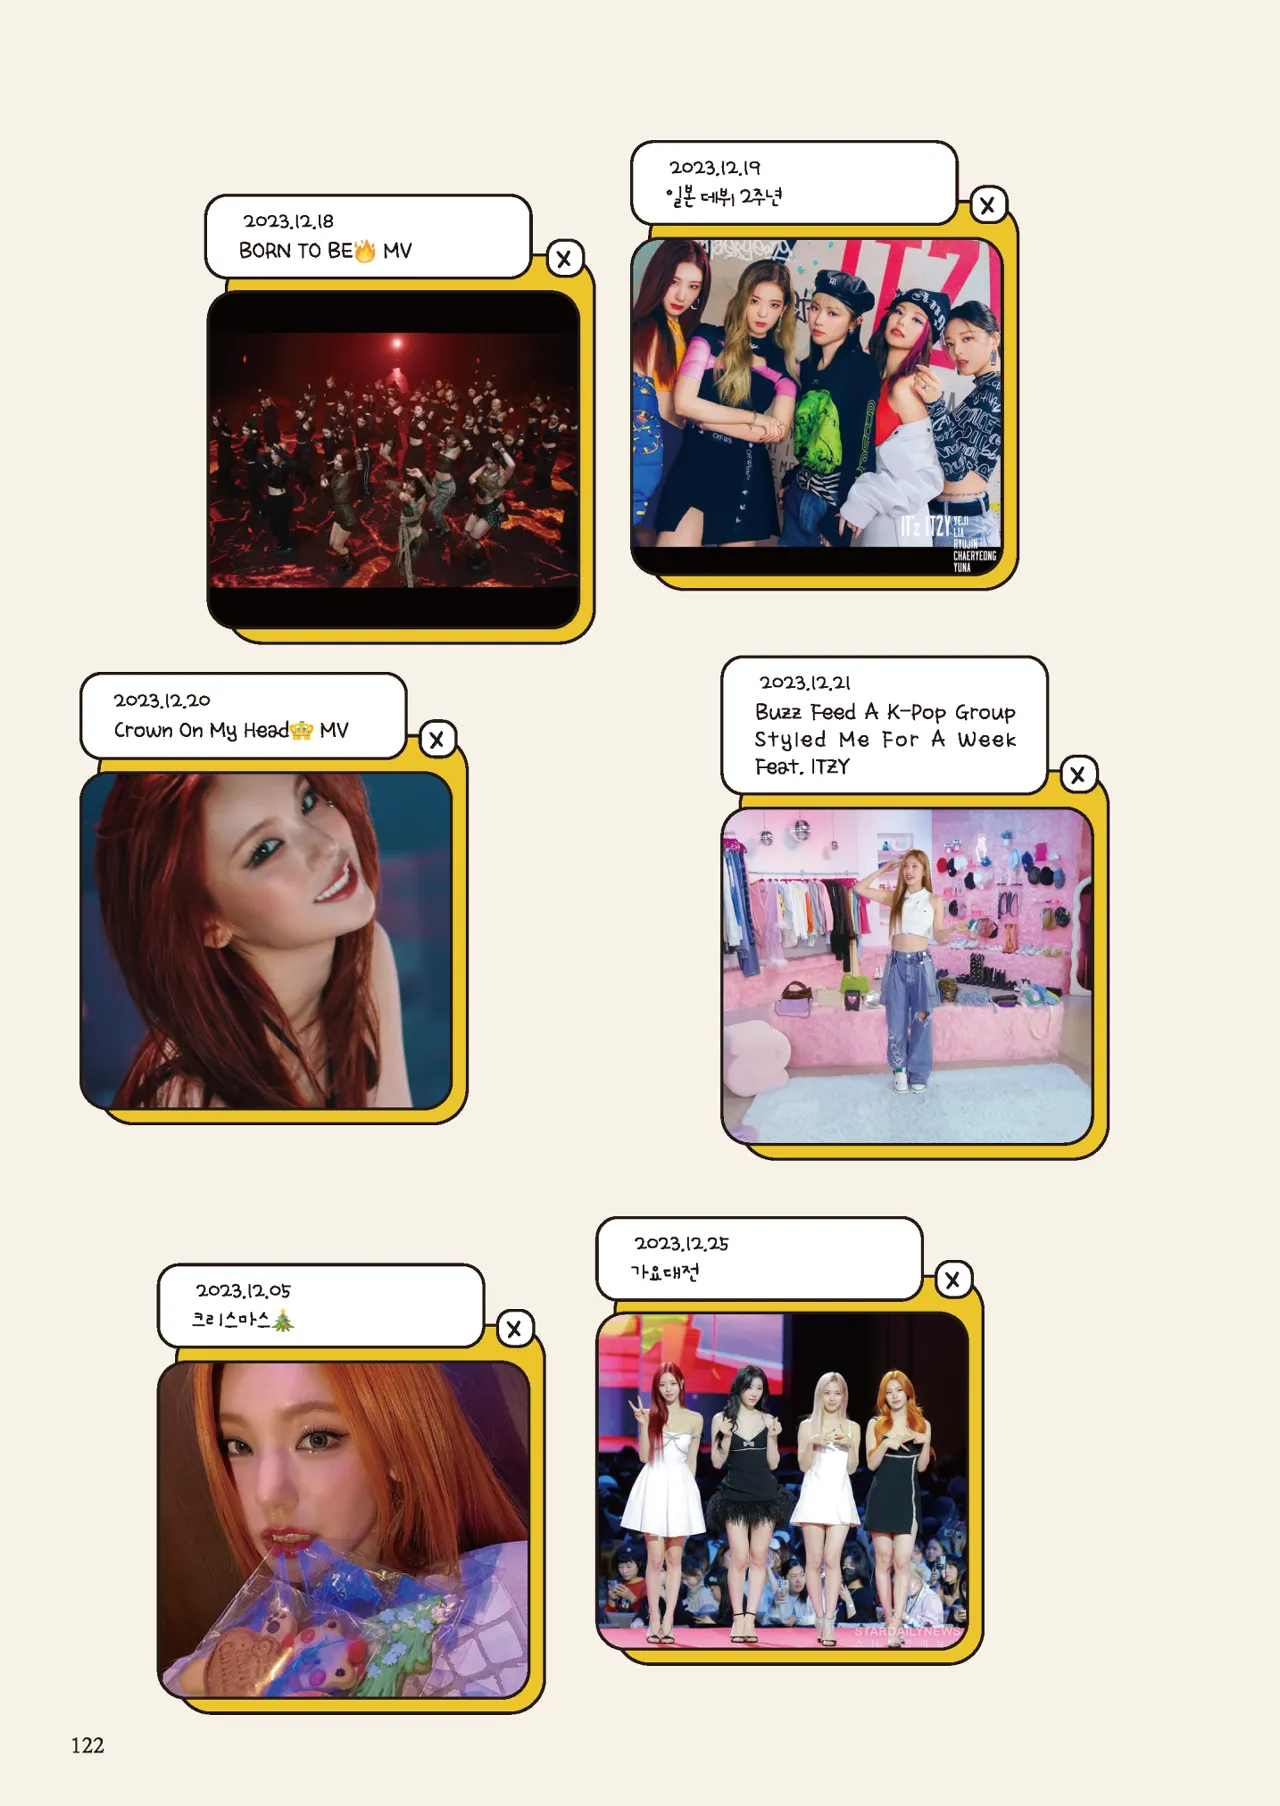 2023.12.18
BORN TO BE🔥 MV
X
2023.12.19
일본 데뷔 2주년
X
ITZY
IT'z ITZY
YEJI
LIA
RYUJIN
CHAERYEONG
YUNA
2023.12.20
Crown On My Head👑 MV
X
2023.12.21
Buzz Feed A K-Pop Group
Styled Me For A Week
Feat. ITZY
X
2023.12.05
크리스마스🎄
X
2023.12.25
가요대전
X
STARDAILYNEWS
122